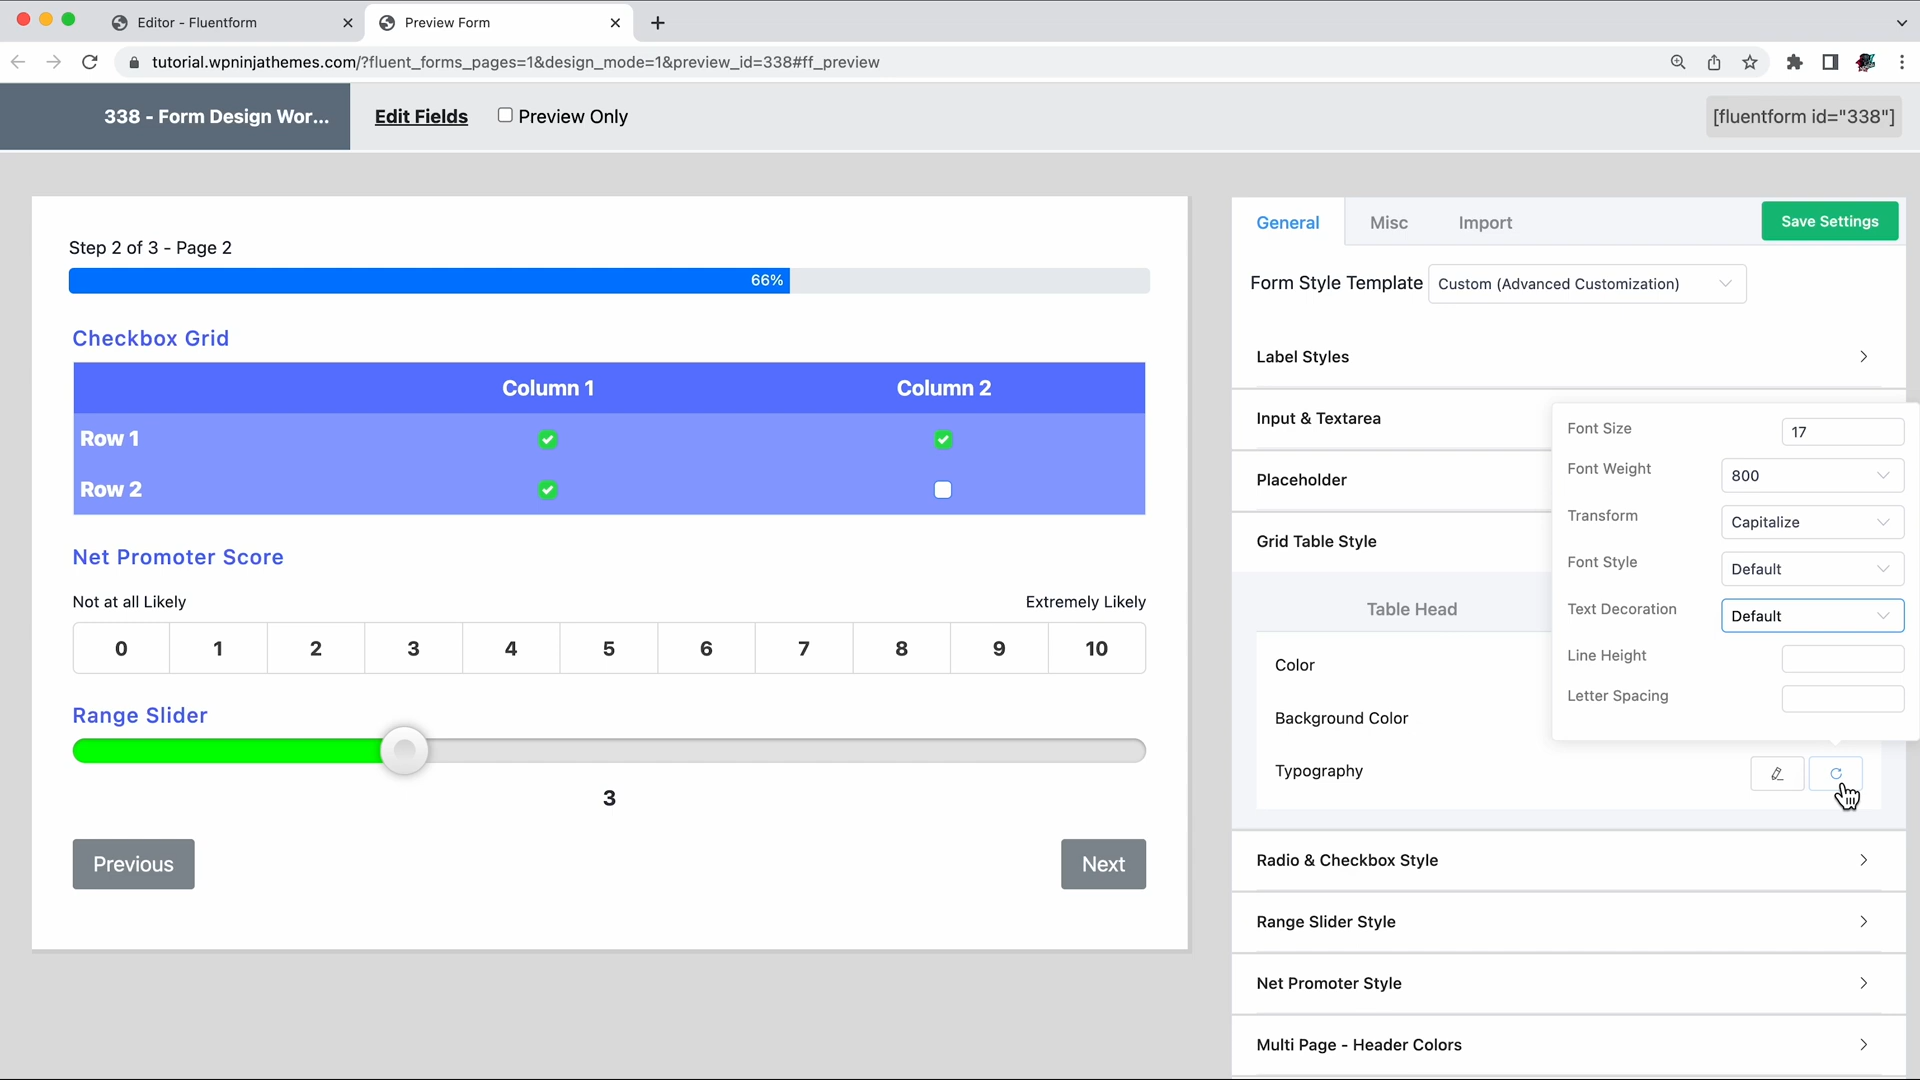 Editor - Fluentform
Preview Form
tutorial.wpninjathemes.com/?fluent_forms_pages=1&design_mode=1&preview_id=338#ff_preview
338 - Form Design Wor...
Edit Fields
Preview Only
[fluentform id="338"]
Step 2 of 3 - Page 2
66%
Checkbox Grid
Column 1
Column 2
Row 1
Row 2
Net Promoter Score
Not at all Likely
Extremely Likely
0 1 2 3 4 5 6 7 8 9 10
Range Slider
3
Previous
Next
General
Misc
Import
Save Settings
Form Style Template
Custom (Advanced Customization)
Label Styles
Input & Textarea
Placeholder
Grid Table Style
Table Head
Color
Background Color
Typography
Font Size
17
Font Weight
800
Transform
Capitalize
Font Style
Default
Text Decoration
Default
Line Height
Letter Spacing
Radio & Checkbox Style
Range Slider Style
Net Promoter Style
Multi Page - Header Colors